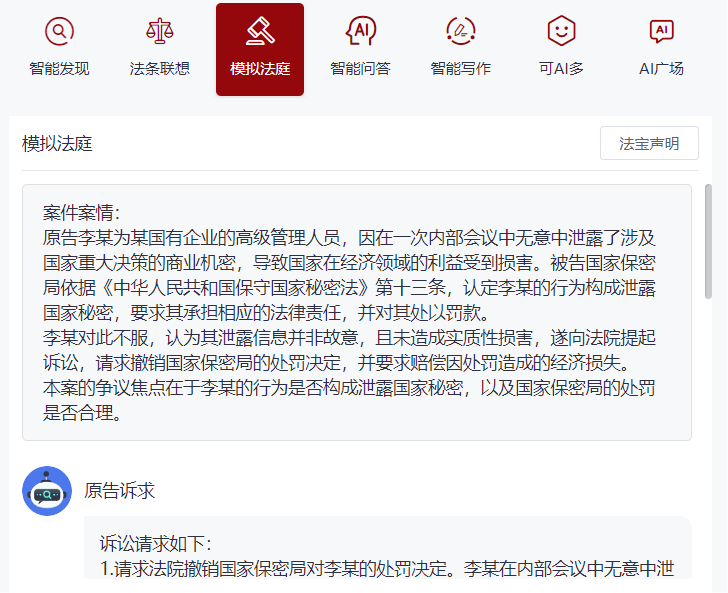 智能发现
法条联想
模拟法庭
智能问答
智能写作
可AI多
AI广场
模拟法庭
法宝声明
案件案情：
原告李某为某国有企业的高级管理人员，因在一次内部会议中无意中泄露了涉及
国家重大决策的商业机密，导致国家在经济领域的利益受到损害。被告国家保密
局依据《中华人民共和国保守国家秘密法》第十三条，认定李某的行为构成泄露
国家秘密，要求其承担相应的法律责任，并对其处以罚款。
李某对此不服，认为其泄露信息并非故意，且未造成实质性损害，遂向法院提起
诉讼，请求撤销国家保密局的处罚决定，并要求赔偿因处罚造成的经济损失。
本案的争议焦点在于李某的行为是否构成泄露国家秘密，以及国家保密局的处罚
是否合理。
原告诉求
诉讼请求如下：
1.请求法院撤销国家保密局对李某的处罚决定。李某在内部会议中无意中泄